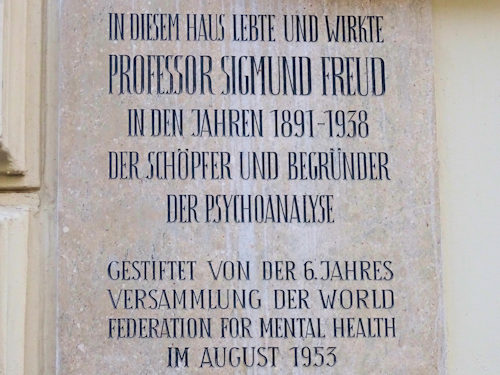 IN DIESEM HAUS LEBTE UND WIRKTE
PROFESSOR SIGMUND FREUD
IN DEN JAHREN 1891-1938
DER SCHÖPFER UND BEGRÜNDER
DER PSYCHOANALYSE
GESTIFTET VON DER 6.JAHRES
VERSAMMLUNG DER WORLD
FEDERATION FOR MENTAL HEALTH
IM AUGUST 1953